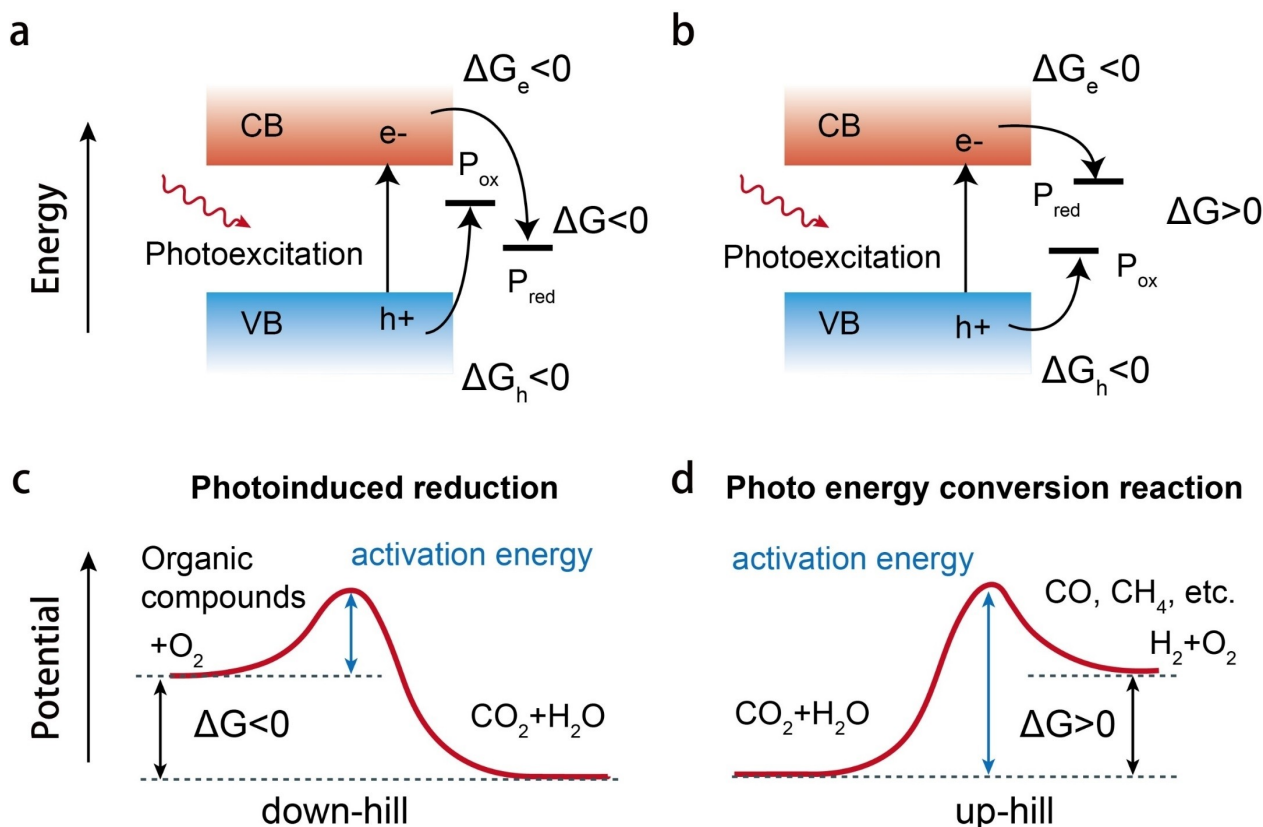 a
ΔGe<0
CB
e-
Pox
Energy
Photoexcitation
ΔG<0
Pred
VB
h+
ΔGh<0
b
ΔGe<0
CB
e-
Pred
ΔG>0
Photoexcitation
Pox
VB
h+
ΔGh<0
c
Photoinduced reduction
Organic
compounds
+O2
activation energy
Potential
ΔG<0
CO2+H2O
down-hill
d
Photo energy conversion reaction
activation energy
CO, CH4, etc.
H2+O2
CO2+H2O
ΔG>0
up-hill